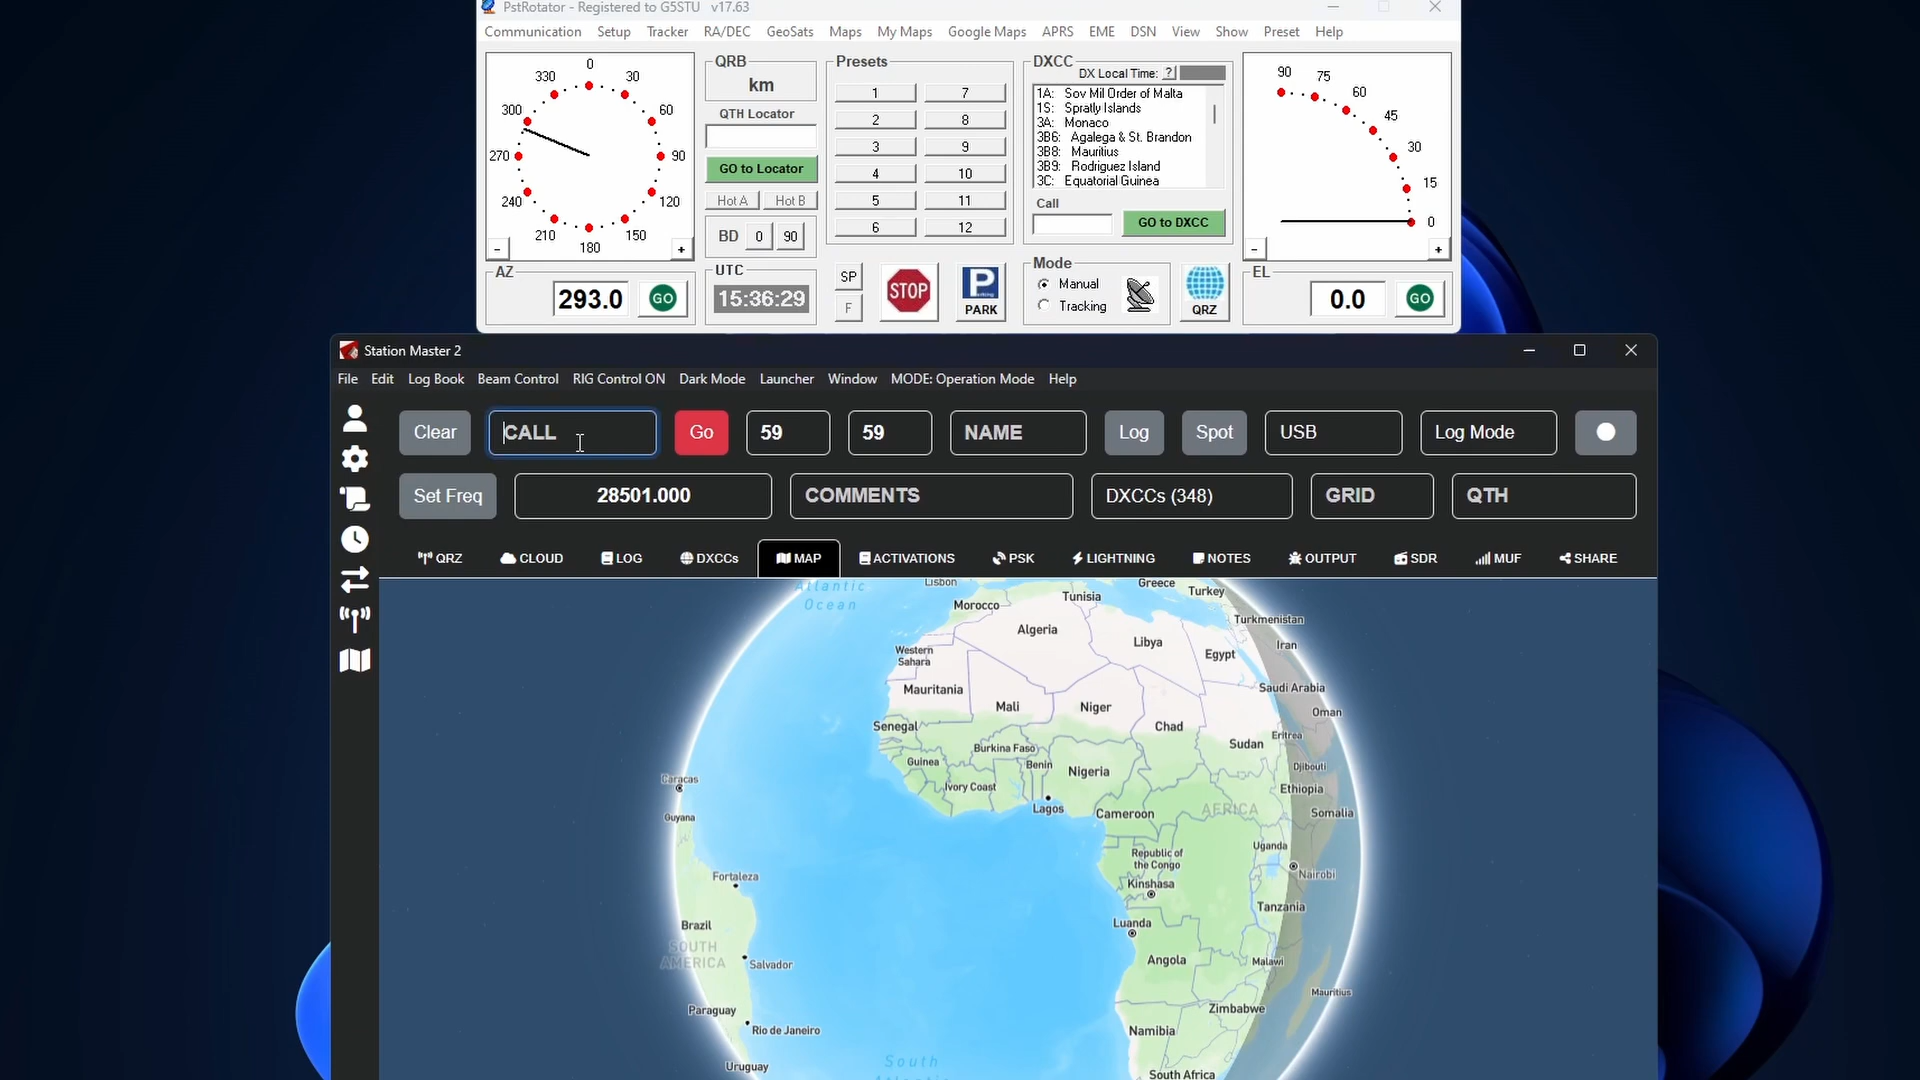 PstRotator - Registered to G5STU v17.63
Communication Setup Tracker RA/DEC GeoSats Maps My Maps Google Maps APRS EME DSN View Show Preset Help
0
330 30
300 60
270 90
240 120
210 150
180
- +
AZ
293.0 GO
QRB
km
QTH Locator
GO to Locator
Hot A Hot B
BD 0 90
UTC
15:36:29
Presets
1 7
2 8
3 9
4 10
5 11
6 12
SP
F
STOP
PARK
DXCC
DX Local Time: ?
1A: Sov Mil Order of Malta
1S: Spratly Islands
3A: Monaco
3B6: Agalega & St. Brandon
3B8: Mauritius
3B9: Rodriguez Island
3C: Equatorial Guinea
Call
GO to DXCC
Mode
Manual
Tracking
QRZ
90 75
60
45
30
15
0
- +
EL
0.0 GO
Station Master 2
File Edit Log Book Beam Control RIG Control ON Dark Mode Launcher Window MODE: Operation Mode Help
Clear CALL Go 59 59 NAME Log Spot USB Log Mode
Set Freq 28501.000 COMMENTS DXCCs (348) GRID QTH
QRZ CLOUD LOG DXCCs MAP ACTIVATIONS PSK LIGHTNING NOTES OUTPUT SDR MUF SHARE
Atlantic
Ocean
Lisbon
Greece
Turkey
Morocco
Tunisia
Turkmenistan
Algeria
Libya
Iran
Western
Sahara
Egypt
Mauritania
Saudi Arabia
Mali
Niger
Oman
Senegal
Chad
Eritrea
Burkina Faso
Sudan
Guinea
Benin
Nigeria
Djibouti
Caracas
Ivory Coast
Ethiopia
Lagos
Cameroon
AFRICA
Somalia
Guyana
Uganda
Republic of
the Congo
Nairobi
Fortaleza
Kinshasa
Tanzania
Brazil
Luanda
SOUTH
AMERICA
Salvador
Angola
Malawi
Mauritius
Paraguay
Zimbabwe
Rio de Janeiro
Namibia
Uruguay
South
Atlantic
South Africa